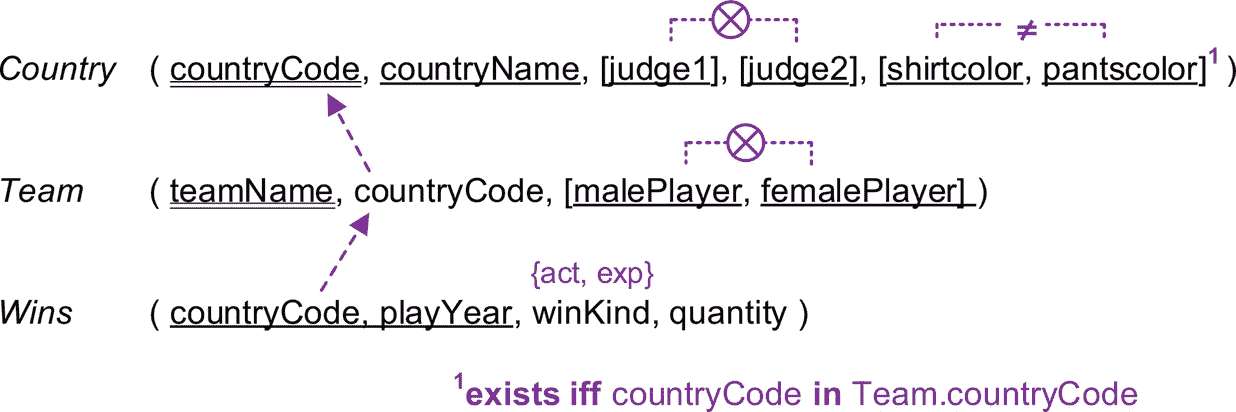 ≠
Country ( countryCode, countryName, [judge1], [judge2], [shirtcolor, pantscolor]¹ )
Team ( teamName, countryCode, [malePlayer, femalePlayer] )
{act, exp}
Wins ( countryCode, playYear, winKind, quantity )
¹exists iff countryCode in Team.countryCode